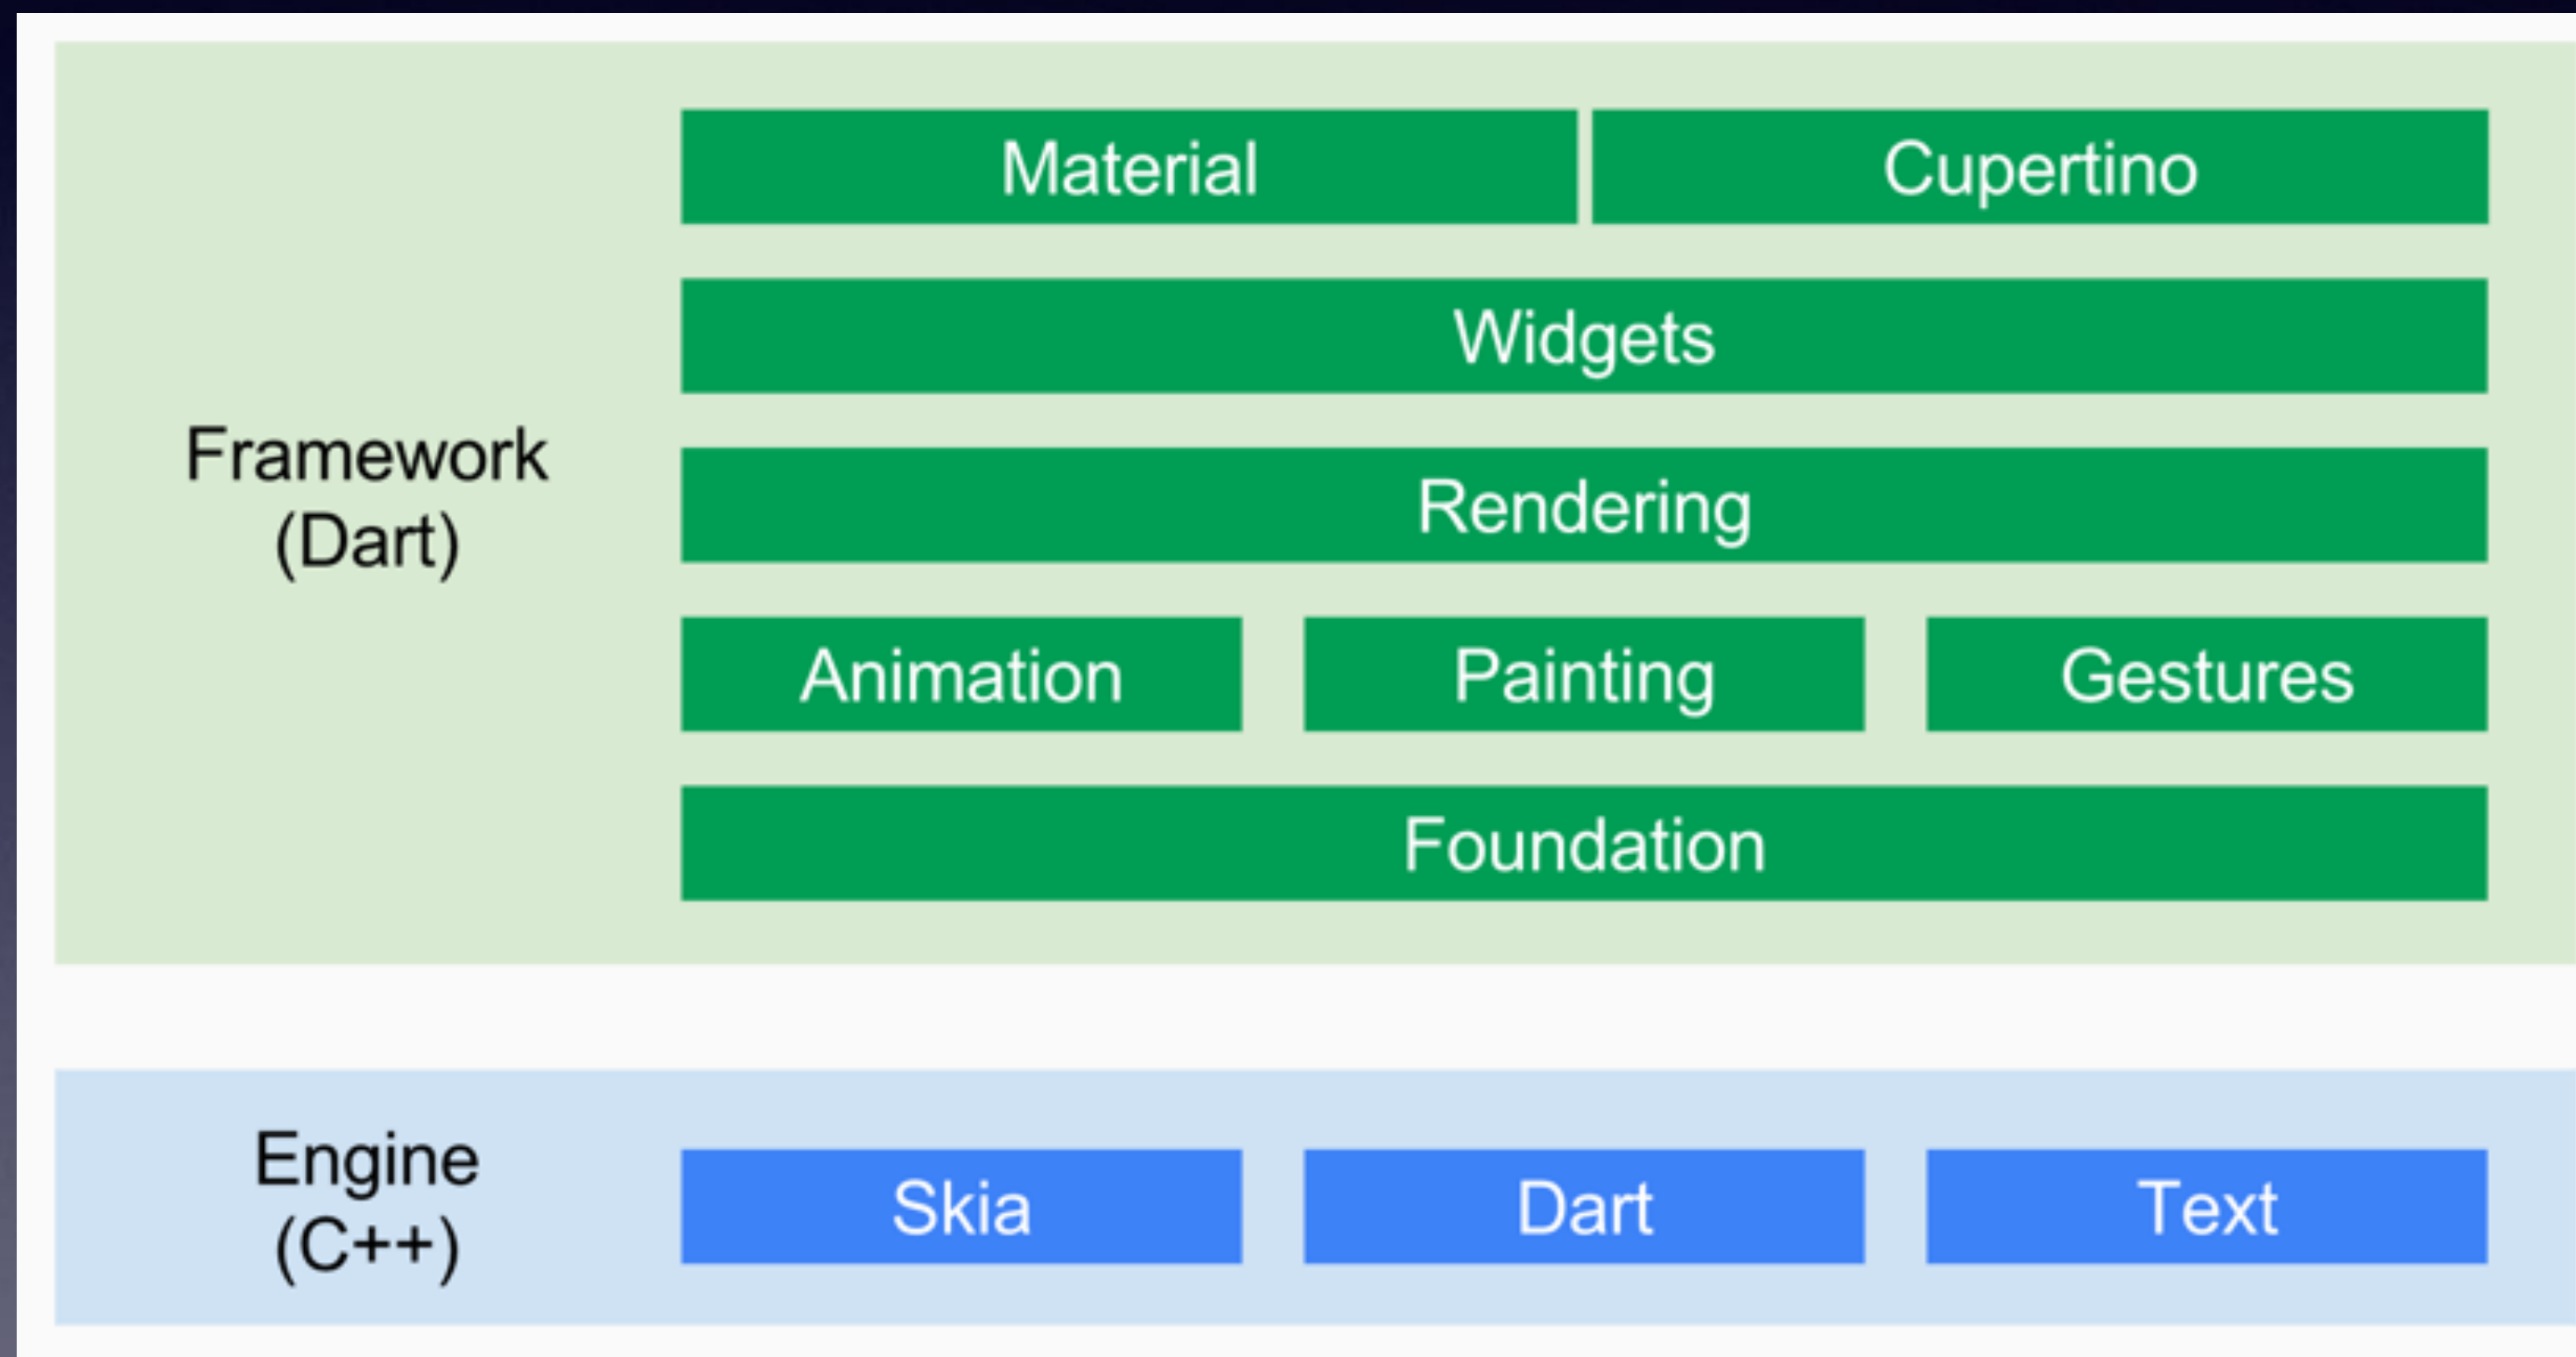 Framework
(Dart)
Material
Cupertino
Widgets
Rendering
Animation
Painting
Gestures
Foundation
Engine
(C++)
Skia
Dart
Text